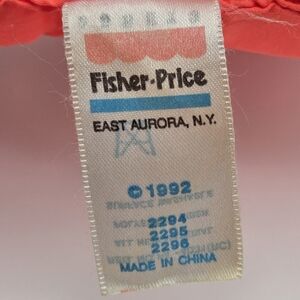 Fisher-Price
EAST AURORA, N.Y.
© 1992
2294
2295
2296
MADE IN CHINA